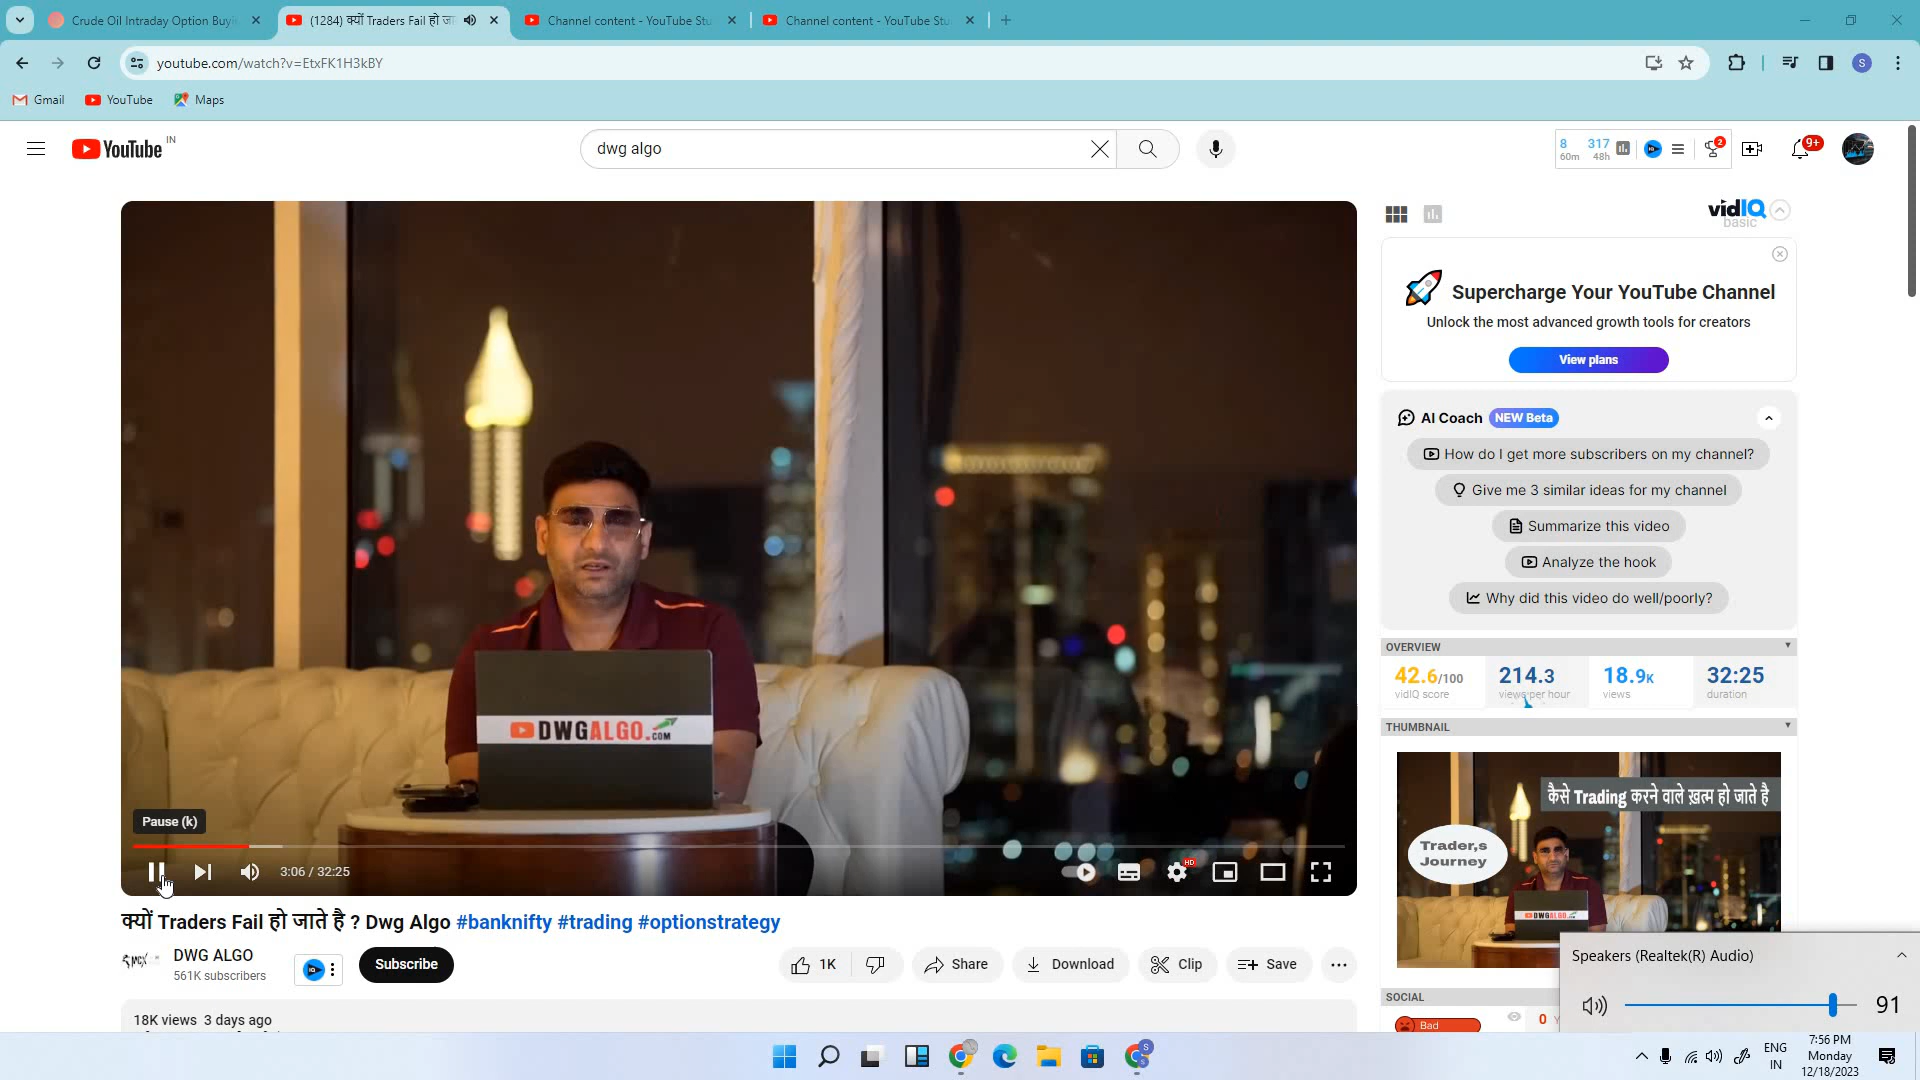 Crude Oil Intraday Option Buyi
(1284) क्यों Traders Fail हो जा
Channel content - YouTube Stu
Channel content - YouTube Stu
youtube.com/watch?v=EtxFK1H3kBY
S
Gmail
YouTube
Maps
YouTube IN
dwg algo
8 317
60m 48h
2
9+
vidIQ
basic
Supercharge Your YouTube Channel
Unlock the most advanced growth tools for creators
View plans
AI Coach NEW Beta
How do I get more subscribers on my channel?
Give me 3 similar ideas for my channel
Summarize this video
Analyze the hook
Why did this video do well/poorly?
OVERVIEW
42.6/100 214.3 18.9K 32:25
vidIQ score views per hour views duration
THUMBNAIL
कैसे Trading करने वाले ख़त्म हो जाते है
Trader,s
Journey
DWGALGO.COM
DWGALGO.COM
Pause (k)
3:06 / 32:25
HD
क्यों Traders Fail हो जाते है ? Dwg Algo #banknifty #trading #optionstrategy
DWG ALGO
561K subscribers
Subscribe
1K
Share
Download
Clip
Save
18K views 3 days ago
SOCIAL
Bad
0
Speakers (Realtek(R) Audio)
91
ENG
IN
7:56 PM
Monday
12/18/2023